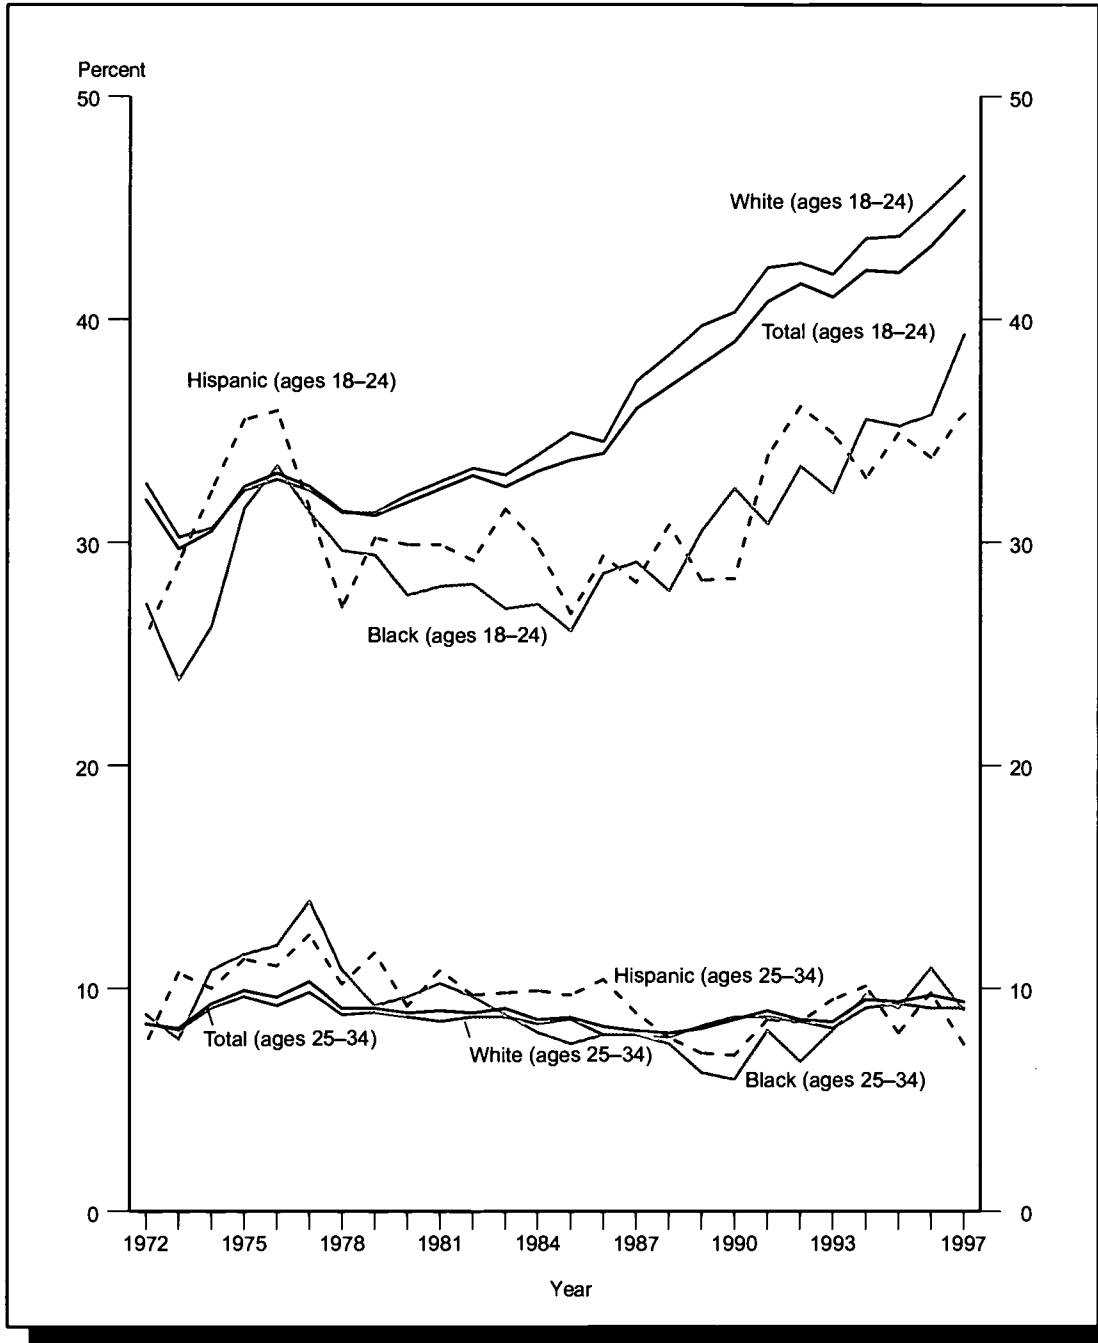 Percent
50 50
White (ages 18–24)
40 Total (ages 18–24) 40
Hispanic (ages 18–24)
30 30
Black (ages 18–24)
20 20
10 Hispanic (ages 25–34) 10
Total (ages 25–34)
White (ages 25–34)
Black (ages 25–34)
0 0
1972 1975 1978 1981 1984 1987 1990 1993 1997
Year